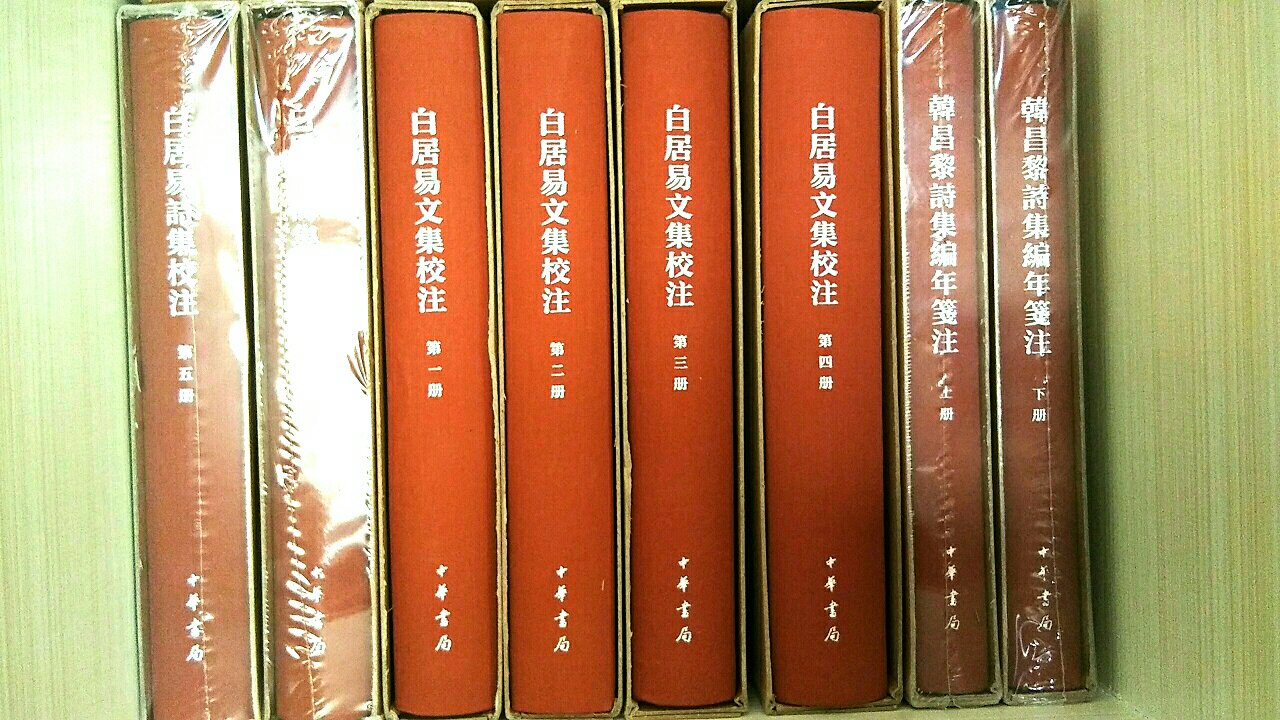 白居易詩集校注
第五册
中華書局
白
集
中
書局
白居易文集校注
第一册
中華書局
白居易文集校注
第二册
中華書局
白居易文集校注
第三册
中華書局
白居易文集校注
第四册
中華書局
韓昌黎詩集編年箋注
上册
中華書局
韓昌黎詩集編年箋注
下册
中華書局